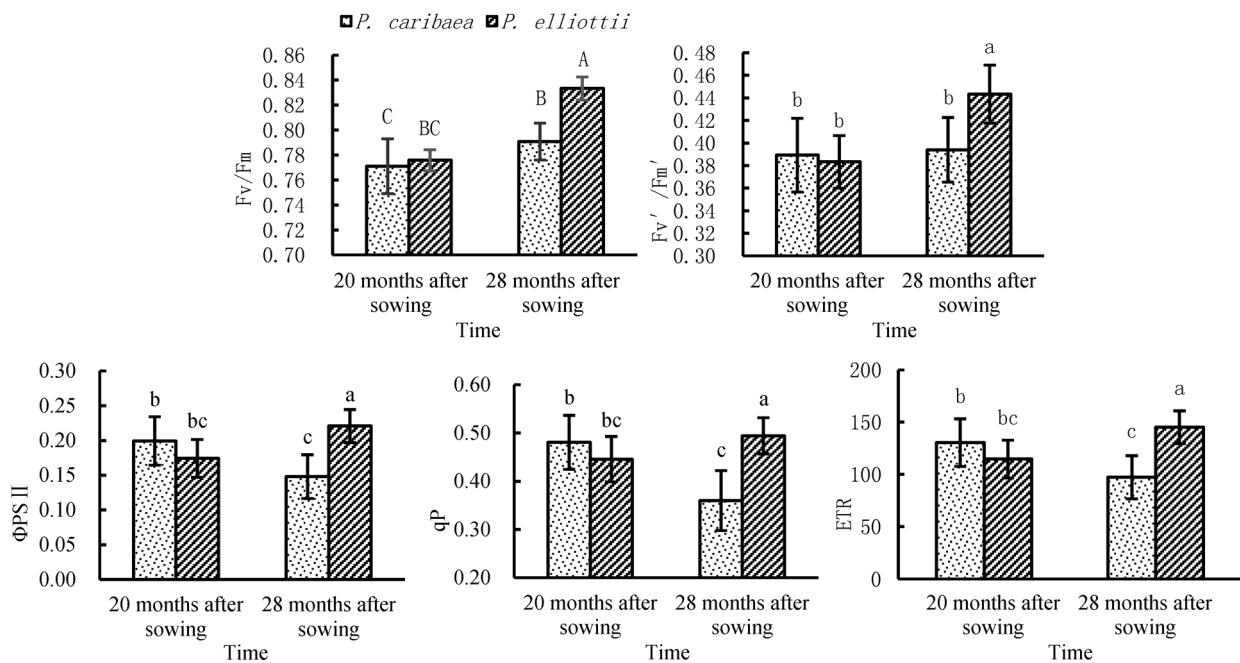 P. caribaea P. elliottii
Fv/Fm
0.86
0.84
0.82
0.80
0.78
0.76
0.74
0.72
0.70
C BC B A
20 months after sowing 28 months after sowing
Time
Fv′ /Fm′
0.48
0.46
0.44
0.42
0.40
0.38
0.36
0.34
0.32
0.30
b b b a
20 months after sowing 28 months after sowing
Time
ΦPSⅡ
0.30
0.25
0.20
0.15
0.10
0.05
0.00
b bc c a
20 months after sowing 28 months after sowing
Time
qP
0.60
0.50
0.40
0.30
0.20
b bc c a
20 months after sowing 28 months after sowing
Time
ETR
200
150
100
50
0
b bc c a
20 months after sowing 28 months after sowing
Time